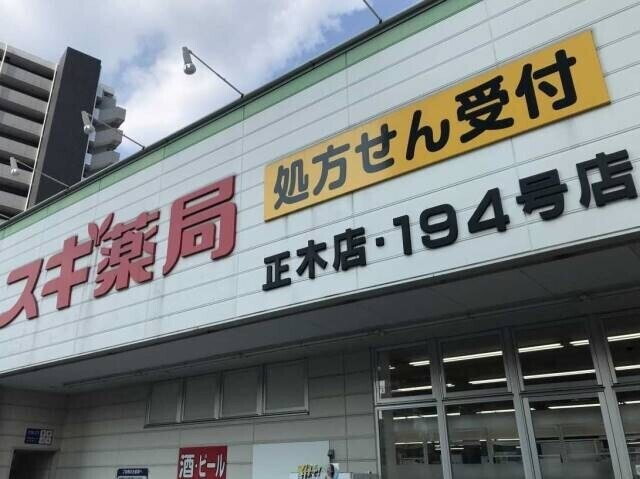 スギ薬局
処方せん受付
正木店・194号店
酒・ビール